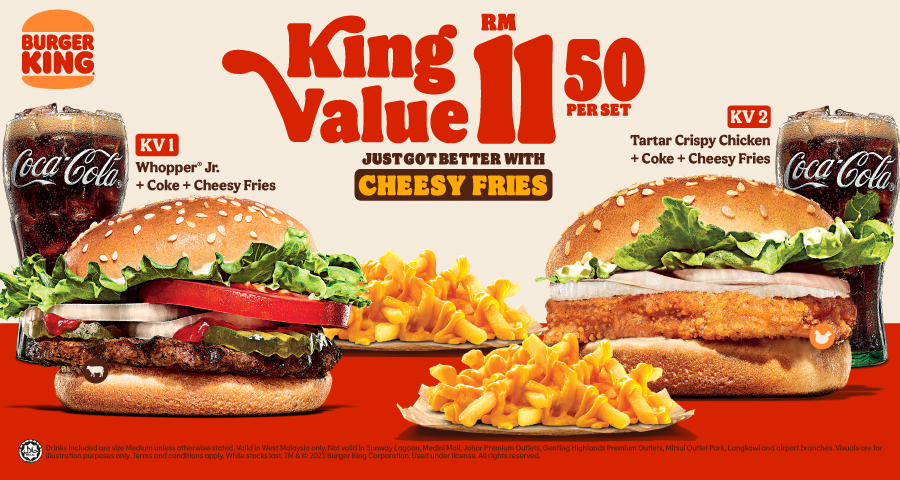 BURGER
KING
King
Value
RM
11
50
PER SET
JUST GOT BETTER WITH
CHEESY FRIES
KV 1
Whopper® Jr.
+ Coke + Cheesy Fries
KV 2
Tartar Crispy Chicken
+ Coke + Cheesy Fries
Coca-Cola
Coca-Cola
Drinks included are size Medium unless otherwise stated. Valid in West Malaysia only. Not valid in Sunway Lagoon, Medini Mall, Johor Premium Outlets, Genting Highlands Premium Outlets, Mitsui Outlet Park, Langkawi and airport branches. Visuals are for
illustration purposes only. Terms and conditions apply. While stocks last. TM & © 2023 Burger King Corporation. Used under license. All rights reserved.